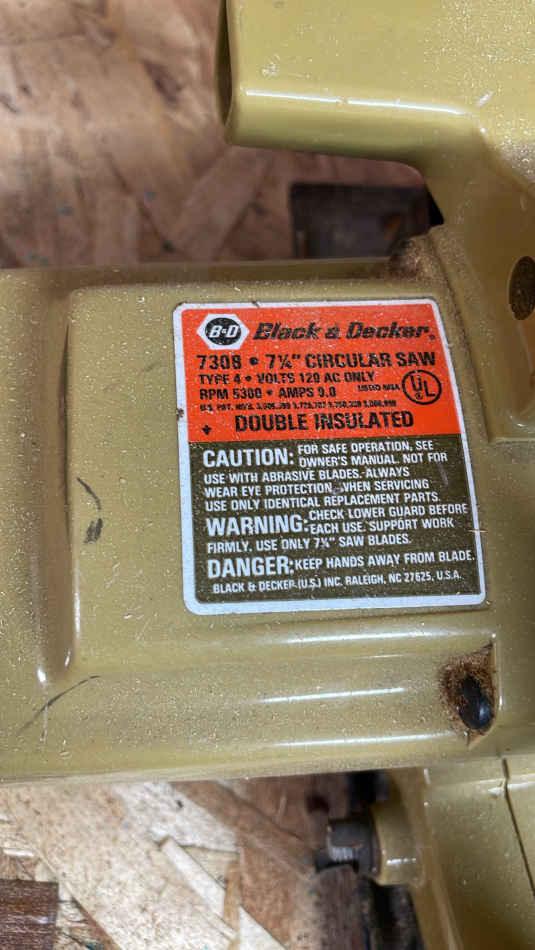 B&D Black & Decker®
7308 • 7¼" CIRCULAR SAW
TYPE 4 • VOLTS 120 AC ONLY
RPM 5300 • AMPS 9.0 LISTED UL
U.S. PAT. NO'S.
DOUBLE INSULATED
CAUTION: FOR SAFE OPERATION, SEE
OWNER'S MANUAL. NOT FOR
USE WITH ABRASIVE BLADES. ALWAYS
WEAR EYE PROTECTION. WHEN SERVICING
USE ONLY IDENTICAL REPLACEMENT PARTS.
WARNING: CHECK LOWER GUARD BEFORE
EACH USE. SUPPORT WORK
FIRMLY. USE ONLY 7¼" SAW BLADES.
DANGER: KEEP HANDS AWAY FROM BLADE.
BLACK & DECKER (U.S.) INC. RALEIGH, NC 27625, U.S.A.